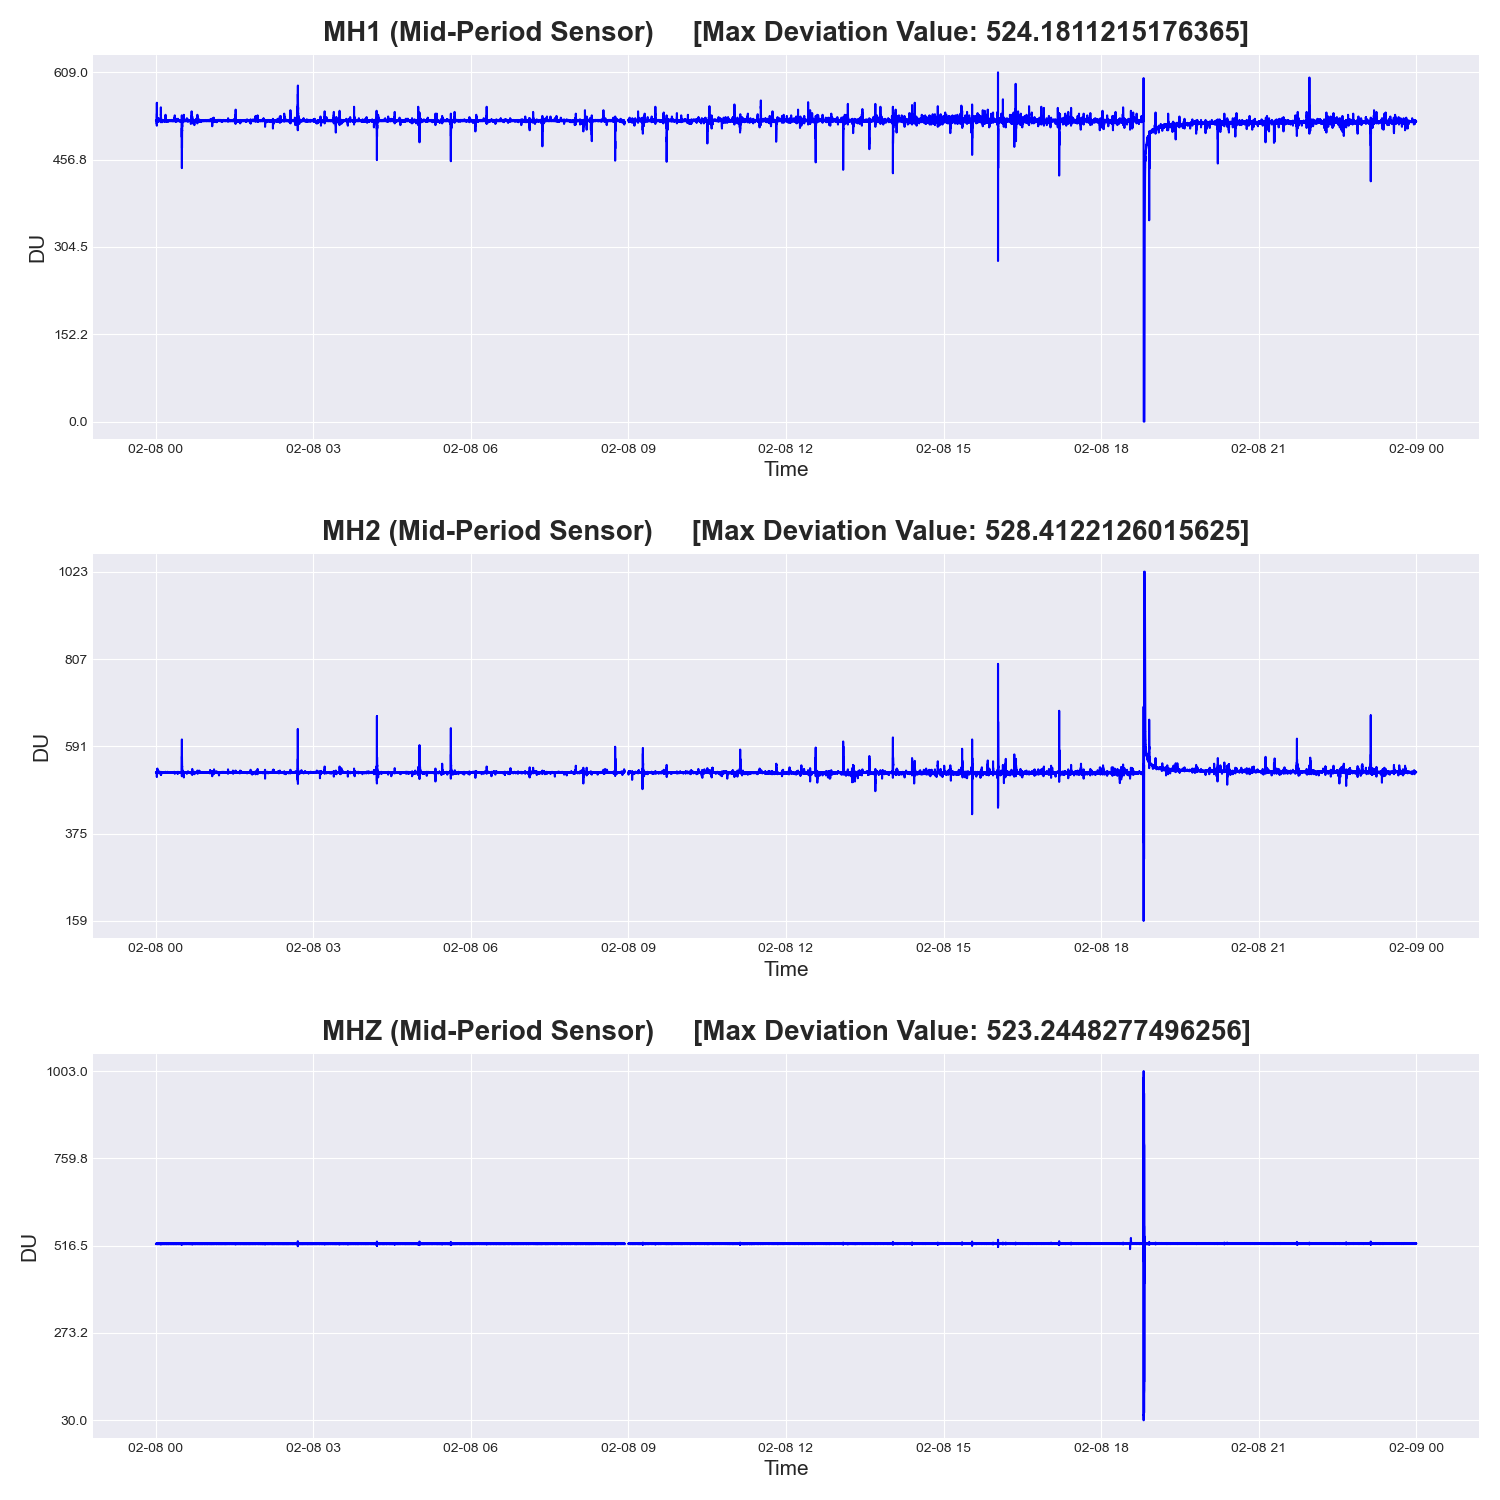 MH1 (Mid-Period Sensor) [Max Deviation Value: 524.1811215176365]
609.0
456.8
304.5
152.2
0.0
DU
02-08 00 02-08 03 02-08 06 02-08 09 02-08 12 02-08 15 02-08 18 02-08 21 02-09 00
Time
MH2 (Mid-Period Sensor) [Max Deviation Value: 528.4122126015625]
1023
807
591
375
159
DU
02-08 00 02-08 03 02-08 06 02-08 09 02-08 12 02-08 15 02-08 18 02-08 21 02-09 00
Time
MHZ (Mid-Period Sensor) [Max Deviation Value: 523.2448277496256]
1003.0
759.8
516.5
273.2
30.0
DU
02-08 00 02-08 03 02-08 06 02-08 09 02-08 12 02-08 15 02-08 18 02-08 21 02-09 00
Time